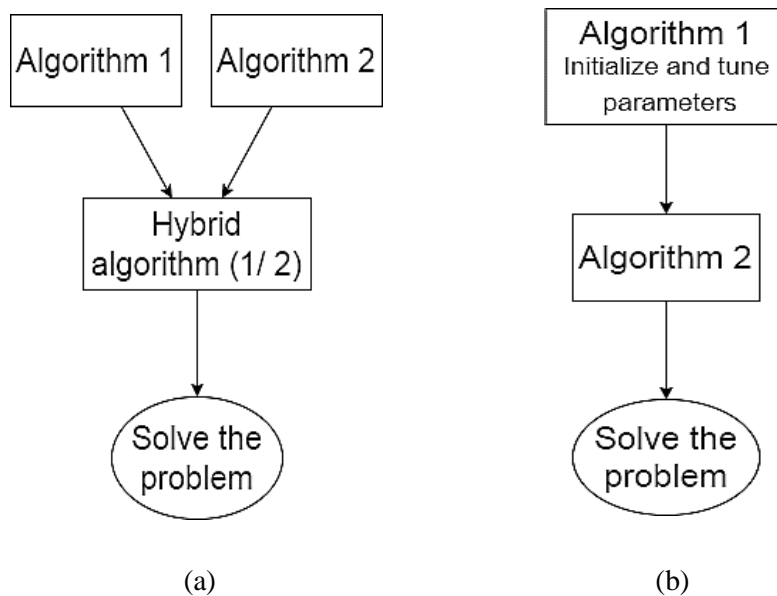 Algorithm 1
Algorithm 2
Hybrid
algorithm (1/ 2)
Solve the
problem
(a)
Algorithm 1
Initialize and tune
parameters
Algorithm 2
Solve the
problem
(b)